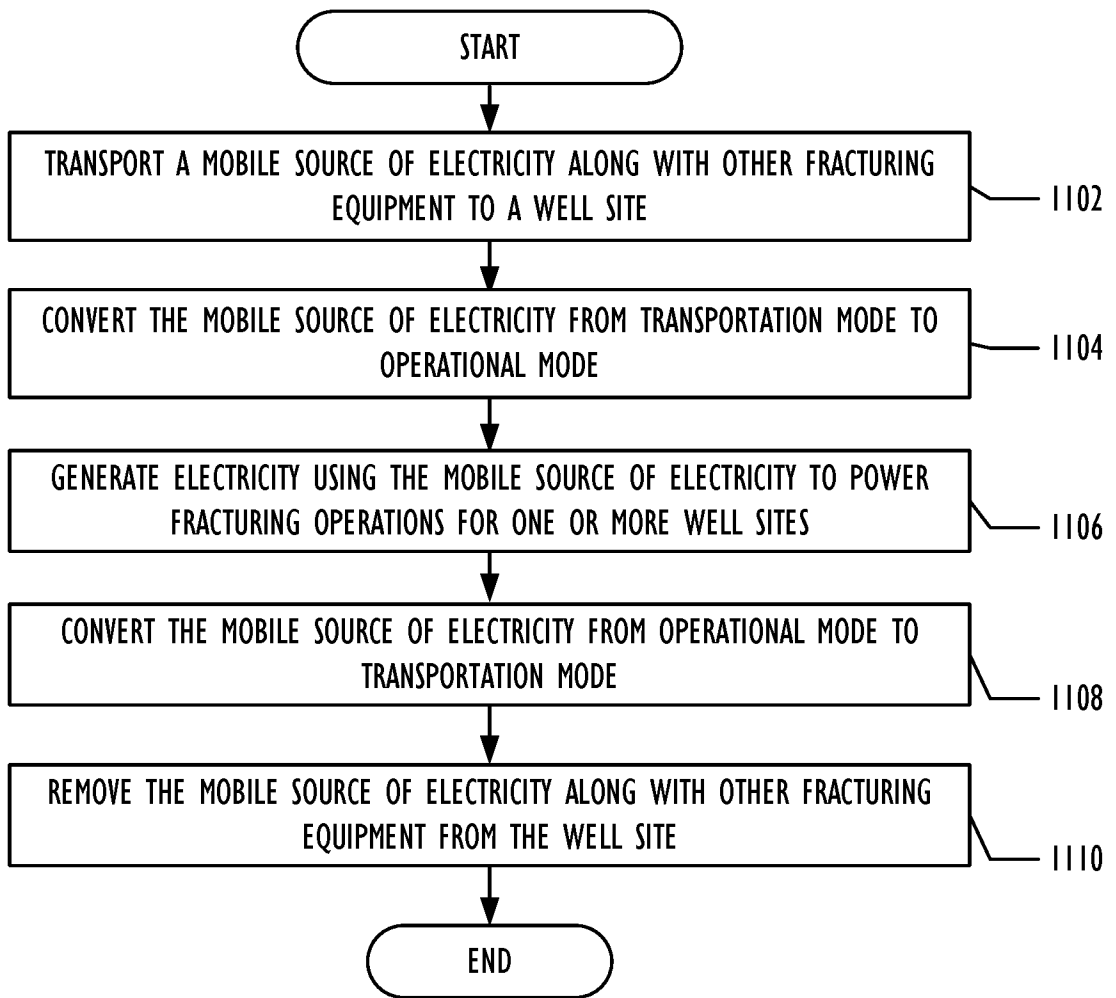 START
TRANSPORT A MOBILE SOURCE OF ELECTRICITY ALONG WITH OTHER FRACTURING
EQUIPMENT TO A WELL SITE
1102
CONVERT THE MOBILE SOURCE OF ELECTRICITY FROM TRANSPORTATION MODE TO
OPERATIONAL MODE
1104
GENERATE ELECTRICITY USING THE MOBILE SOURCE OF ELECTRICITY TO POWER
FRACTURING OPERATIONS FOR ONE OR MORE WELL SITES
1106
CONVERT THE MOBILE SOURCE OF ELECTRICITY FROM OPERATIONAL MODE TO
TRANSPORTATION MODE
1108
REMOVE THE MOBILE SOURCE OF ELECTRICITY ALONG WITH OTHER FRACTURING
EQUIPMENT FROM THE WELL SITE
1110
END